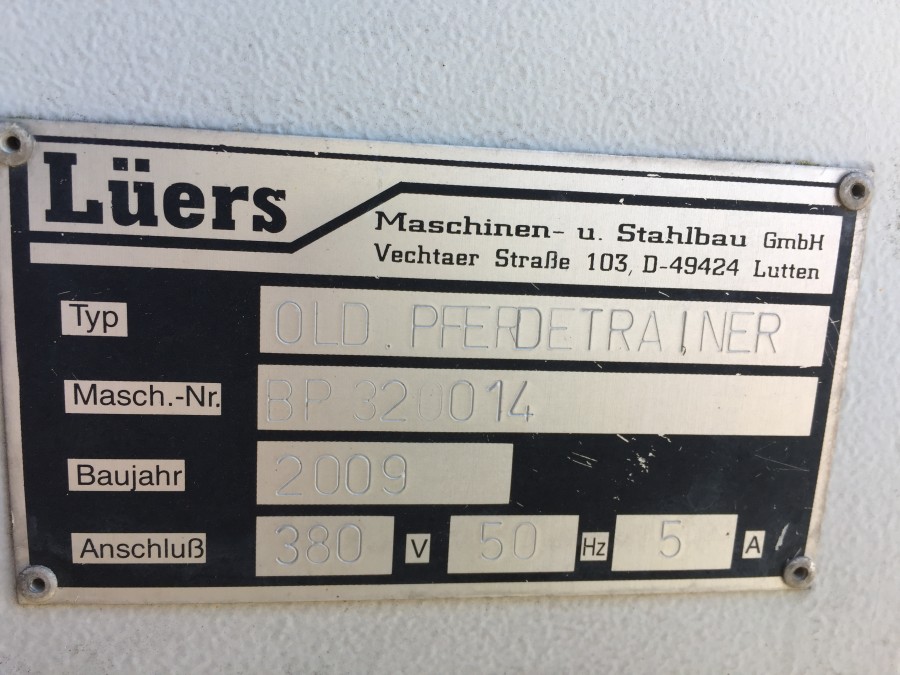 Lüers
Maschinen- u. Stahlbau GmbH
Vechtaer Straße 103, D-49424 Lutten
Typ OLD. PFERDETRAINER
Masch.-Nr. BP 320014
Baujahr 2009
Anschluß 380 V 50 Hz 5 A